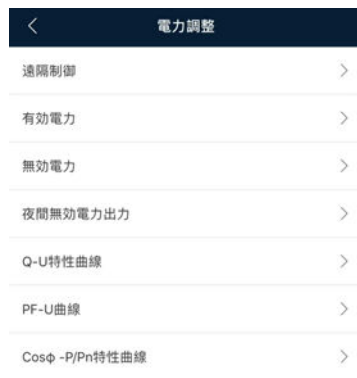 電力調整
遠隔制御
有効電力
無効電力
夜間無効電力出力
Q-U特性曲線
PF-U曲線
Cosφ -P/Pn特性曲線